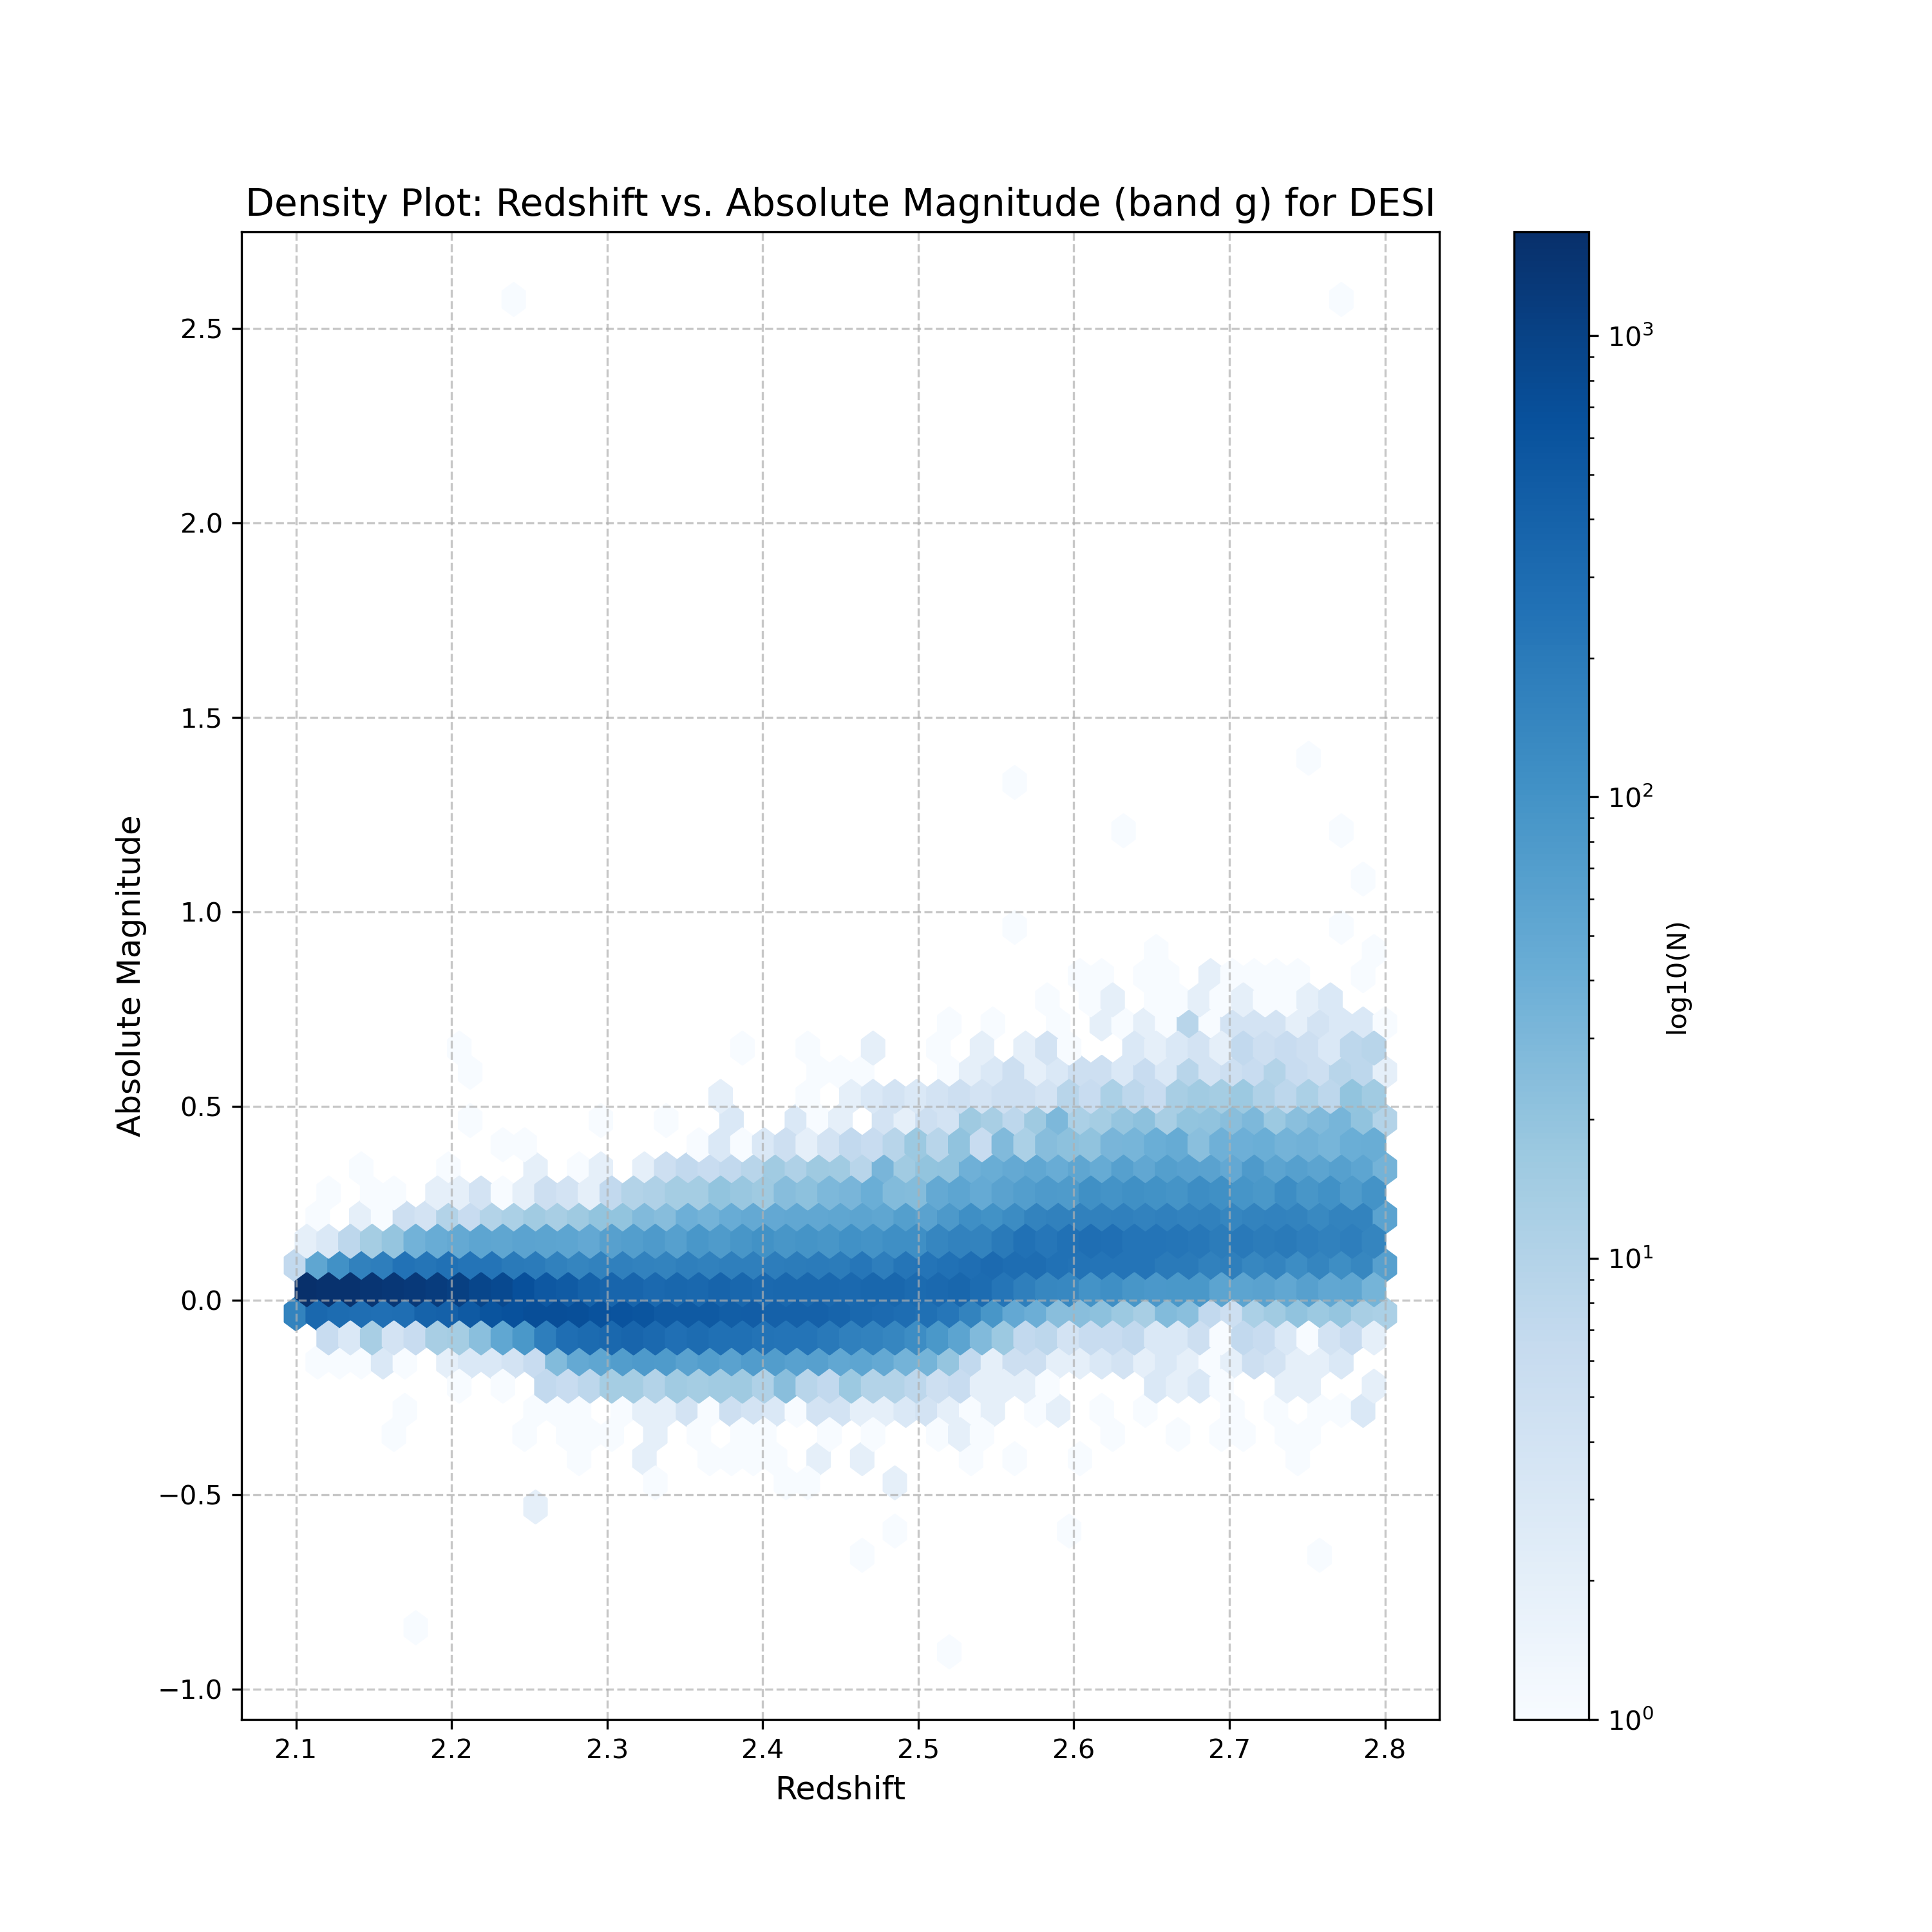 Density Plot: Redshift vs. Absolute Magnitude (band g) for DESI
2.5
2.0
1.5
1.0
0.5
0.0
−0.5
−1.0
Absolute Magnitude
2.1 2.2 2.3 2.4 2.5 2.6 2.7 2.8
Redshift
10³
10²
10¹
10⁰
log10(N)